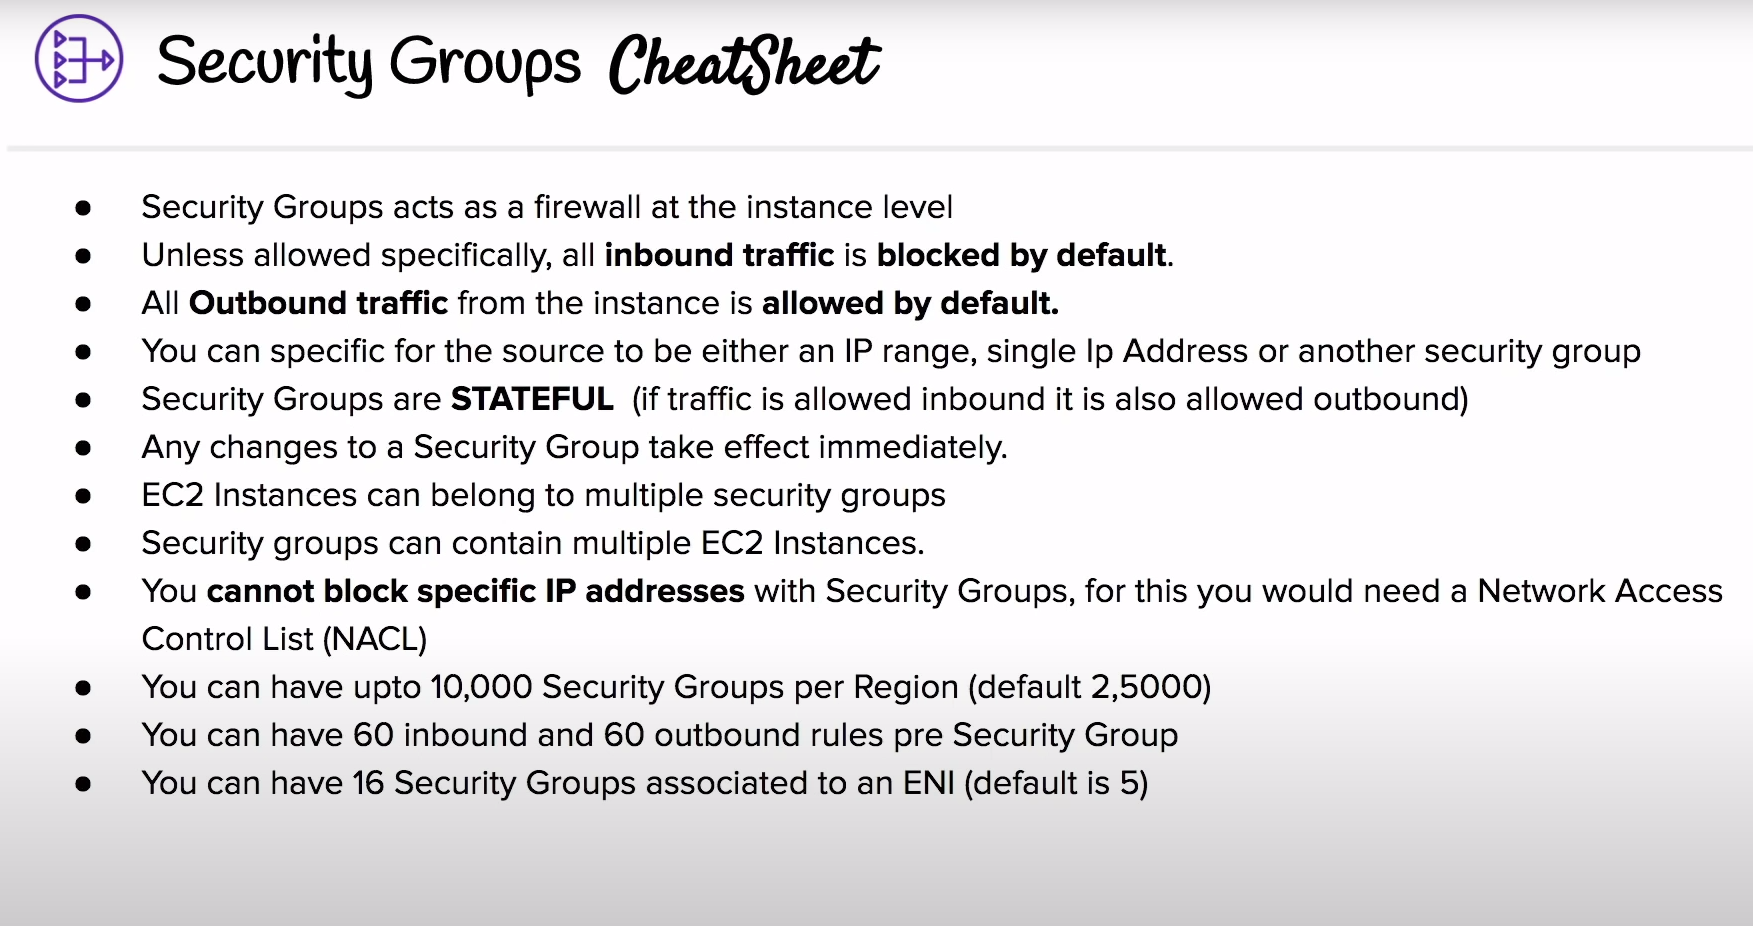 Security Groups CheatSheet
● Security Groups acts as a firewall at the instance level
● Unless allowed specifically, all inbound traffic is blocked by default.
● All Outbound traffic from the instance is allowed by default.
● You can specific for the source to be either an IP range, single Ip Address or another security group
● Security Groups are STATEFUL (if traffic is allowed inbound it is also allowed outbound)
● Any changes to a Security Group take effect immediately.
● EC2 Instances can belong to multiple security groups
● Security groups can contain multiple EC2 Instances.
● You cannot block specific IP addresses with Security Groups, for this you would need a Network Access
Control List (NACL)
● You can have upto 10,000 Security Groups per Region (default 2,5000)
● You can have 60 inbound and 60 outbound rules pre Security Group
● You can have 16 Security Groups associated to an ENI (default is 5)